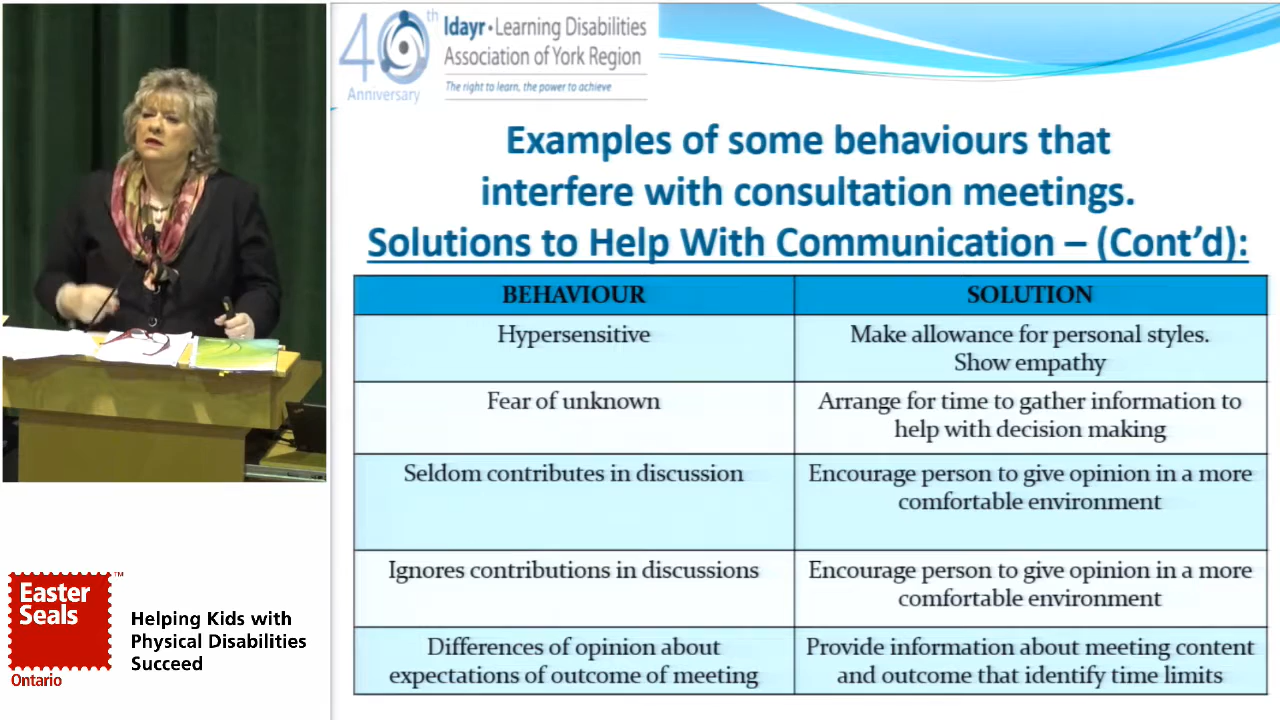 40th
Anniversary
ldayr · Learning Disabilities
Association of York Region
The right to learn, the power to achieve
Examples of some behaviours that
interfere with consultation meetings.
Solutions to Help With Communication – (Cont'd):
BEHAVIOUR SOLUTION
Hypersensitive
Make allowance for personal styles.
Show empathy
Fear of unknown
Arrange for time to gather information to
help with decision making
Seldom contributes in discussion
Encourage person to give opinion in a more
comfortable environment
Ignores contributions in discussions
Encourage person to give opinion in a more
comfortable environment
Differences of opinion about
expectations of outcome of meeting
Provide information about meeting content
and outcome that identify time limits
Easter
Seals
™
Ontario
Helping Kids with
Physical Disabilities
Succeed